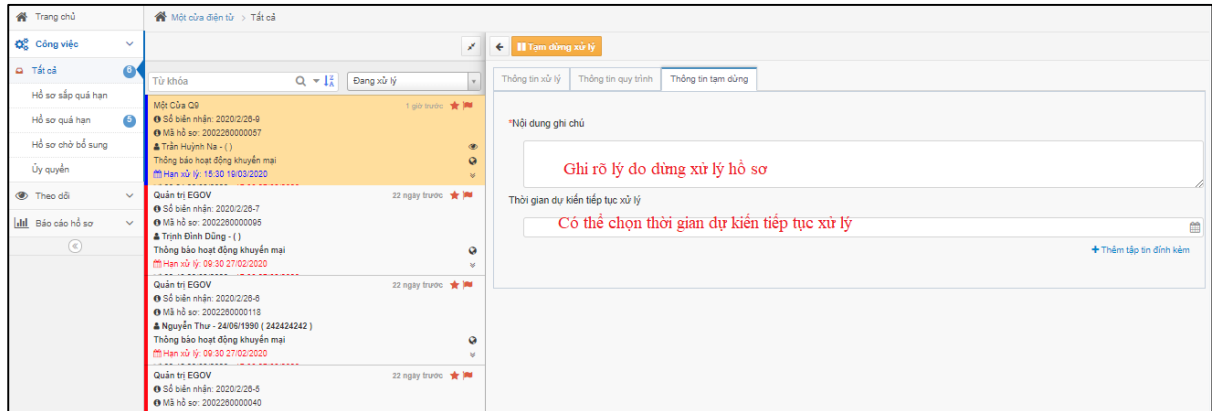 Trang chủ
Công việc
Tất cả 6
Hồ sơ sắp quá hạn
Hồ sơ quá hạn 5
Hồ sơ chờ bổ sung
Ủy quyền
Theo dõi
Báo cáo hồ sơ
Một cửa điện tử > Tất cả
Từ khóa
Đang xử lý
Một Cửa Q9 1 giờ trước
Số biên nhận: 2020/2/26-9
Mã hồ sơ: 2002260000057
Trần Huỳnh Na - ( )
Thông báo hoạt động khuyến mại
Hạn xử lý: 15:30 19/03/2020
Quản trị EGOV 22 ngày trước
Số biên nhận: 2020/2/26-7
Mã hồ sơ: 2002260000095
Trịnh Đình Dũng - ( )
Thông báo hoạt động khuyến mại
Hạn xử lý: 09:30 27/02/2020
Quản trị EGOV 22 ngày trước
Số biên nhận: 2020/2/26-6
Mã hồ sơ: 2002260000118
Nguyễn Thư - 24/06/1990 ( 242424242 )
Thông báo hoạt động khuyến mại
Hạn xử lý: 09:30 27/02/2020
Quản trị EGOV 22 ngày trước
Số biên nhận: 2020/2/26-5
Mã hồ sơ: 2002260000040
Tạm dừng xử lý
Thông tin xử lý Thông tin quy trình Thông tin tạm dừng
*Nội dung ghi chú
Ghi rõ lý do dừng xử lý hồ sơ
Thời gian dự kiến tiếp tục xử lý
Có thể chọn thời gian dự kiến tiếp tục xử lý
+ Thêm tập tin đính kèm